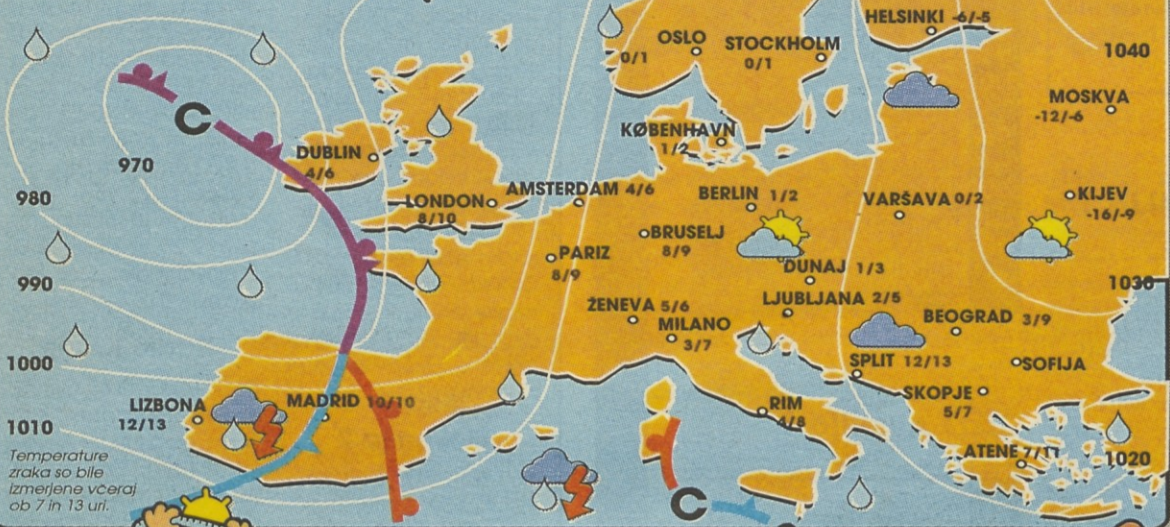 HELSINKI -6/-5
OSLO
0/1
STOCKHOLM
0/1
1040
MOSKVA
-12/-6
C
KØBENHAVN
1/2
970
DUBLIN
4/6
980
LONDON
8/10
AMSTERDAM 4/6
BERLIN 1/2
VARŠAVA 0/2
KIJEV
-16/-9
BRUSELJ
8/9
PARIZ
8/9
DUNAJ 1/3
990
1030
ŽENEVA 5/6
LJUBLJANA 2/5
MILANO
3/7
BEOGRAD 3/9
1000
SPLIT 12/13
SOFIJA
SKOPJE
5/7
LIZBONA
12/13
MADRID 10/10
RIM
4/8
1010
ATENE 7/11
1020
Temperature
zraka so bile
izmerjene včeraj
ob 7 in 13 uri.
C